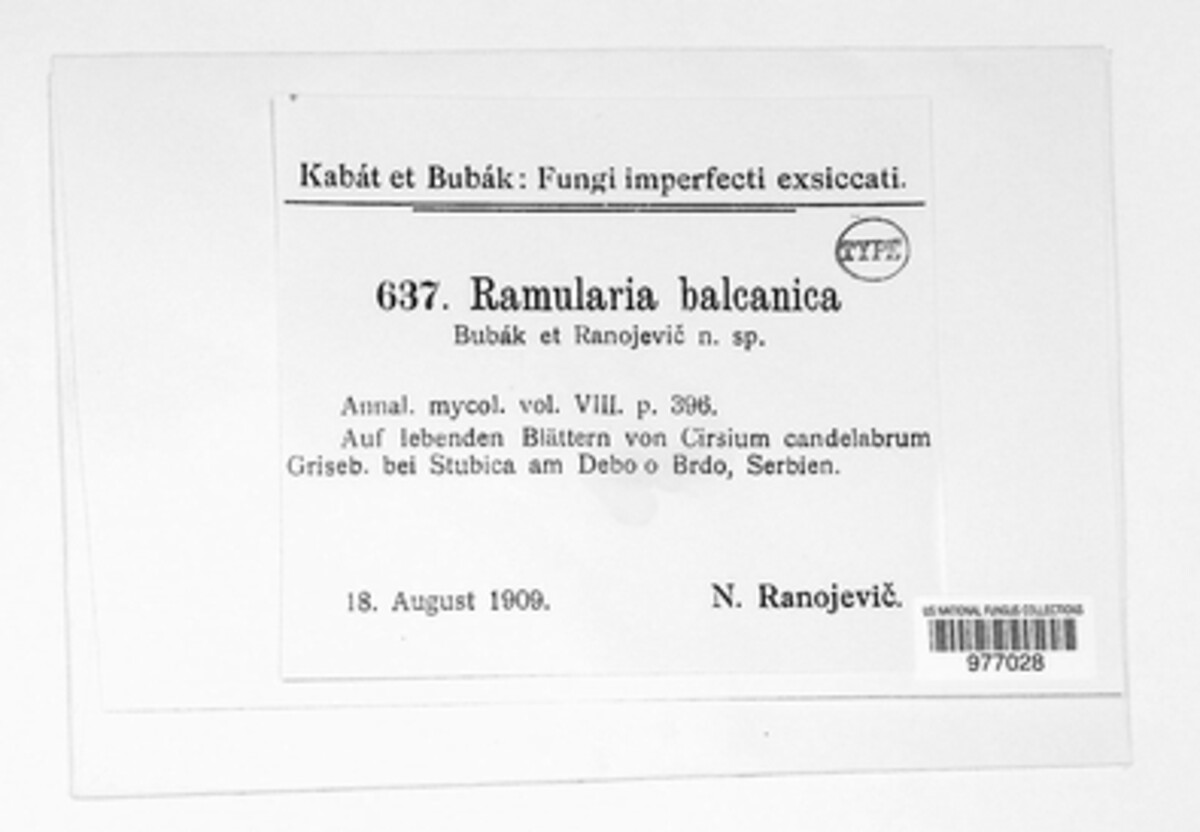 Kabát et Bubák: Fungi imperfecti exsiccati.
TYPE
637. Ramularia balcanica
Bubák et Ranojevič n. sp.
Annal. mycol. vol. VIII. p. 396.
Auf lebenden Blättern von Cirsium candelabrum
Griseb. bei Stubica am Debo o Brdo, Serbien.
18. August 1909.
N. Ranojevič.
US NATIONAL FUNGUS COLLECTIONS
977028